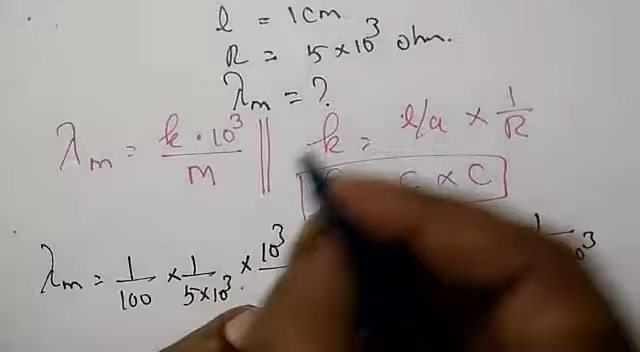 l = 1cm
R = 5×10³ ohm.
λm = ?
λm = k · 10³ / m || k = l/a × 1/R
C ∝ C
λm = 1/100 × 1/5×10³ × 10³